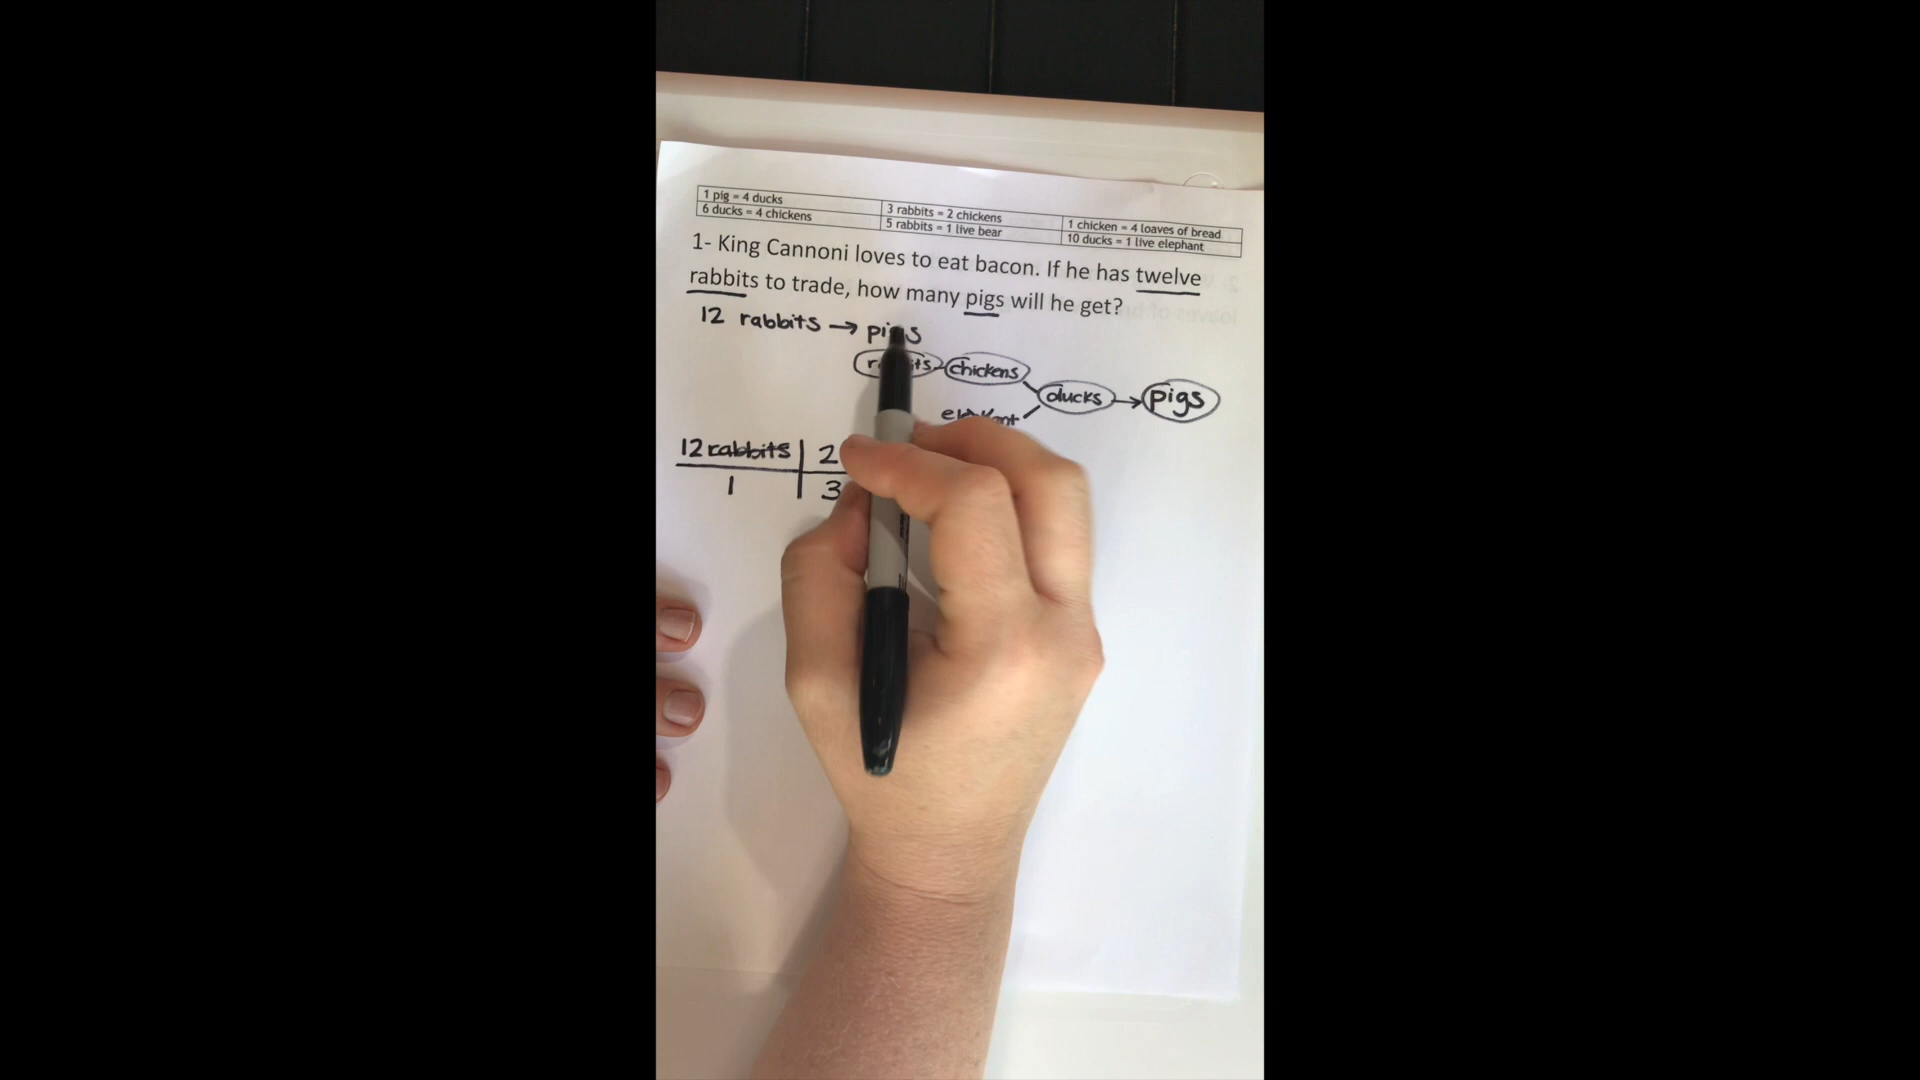 1 pig = 4 ducks
3 rabbits = 2 chickens
1 chicken = 4 loaves of bread
6 ducks = 4 chickens
5 rabbits = 1 live bear
10 ducks = 1 live elephant
1- King Cannoni loves to eat bacon. If he has twelve
rabbits to trade, how many pigs will he get?
12 rabbits → pigs
chickens
ducks → pigs
12 rabbits | 2
1 | 3